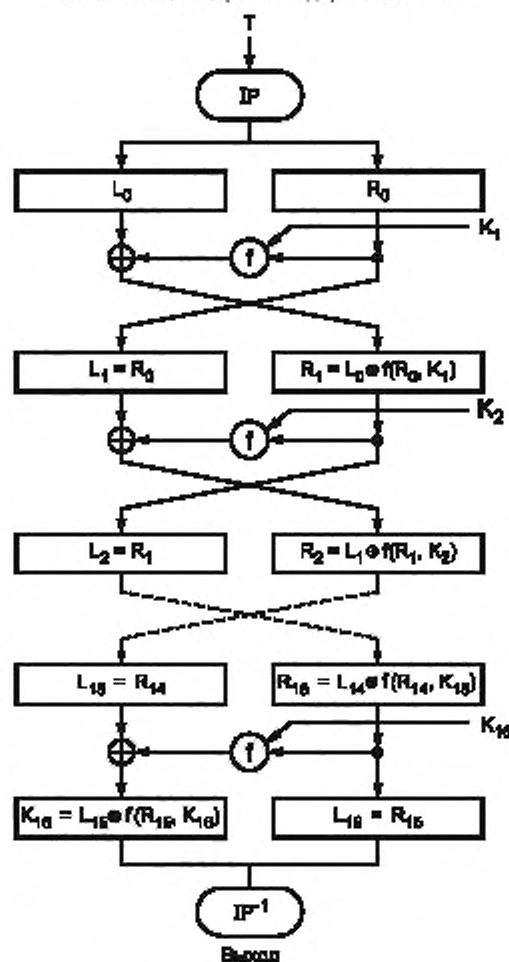 T
IP
L₀ R₀
K₁
f
L₁ = R₀ R₁ = L₀ ⊕ f(R₀, K₁)
K₂
f
L₂ = R₁ R₂ = L₁ ⊕ f(R₁, K₂)
L₁₅ = R₁₄ R₁₅ = L₁₄ ⊕ f(R₁₄, K₁₅)
K₁₆
f
K₁₆ = L₁₅ ⊕ f(R₁₅, K₁₆) L₁₆ = R₁₅
IP⁻¹
Выход